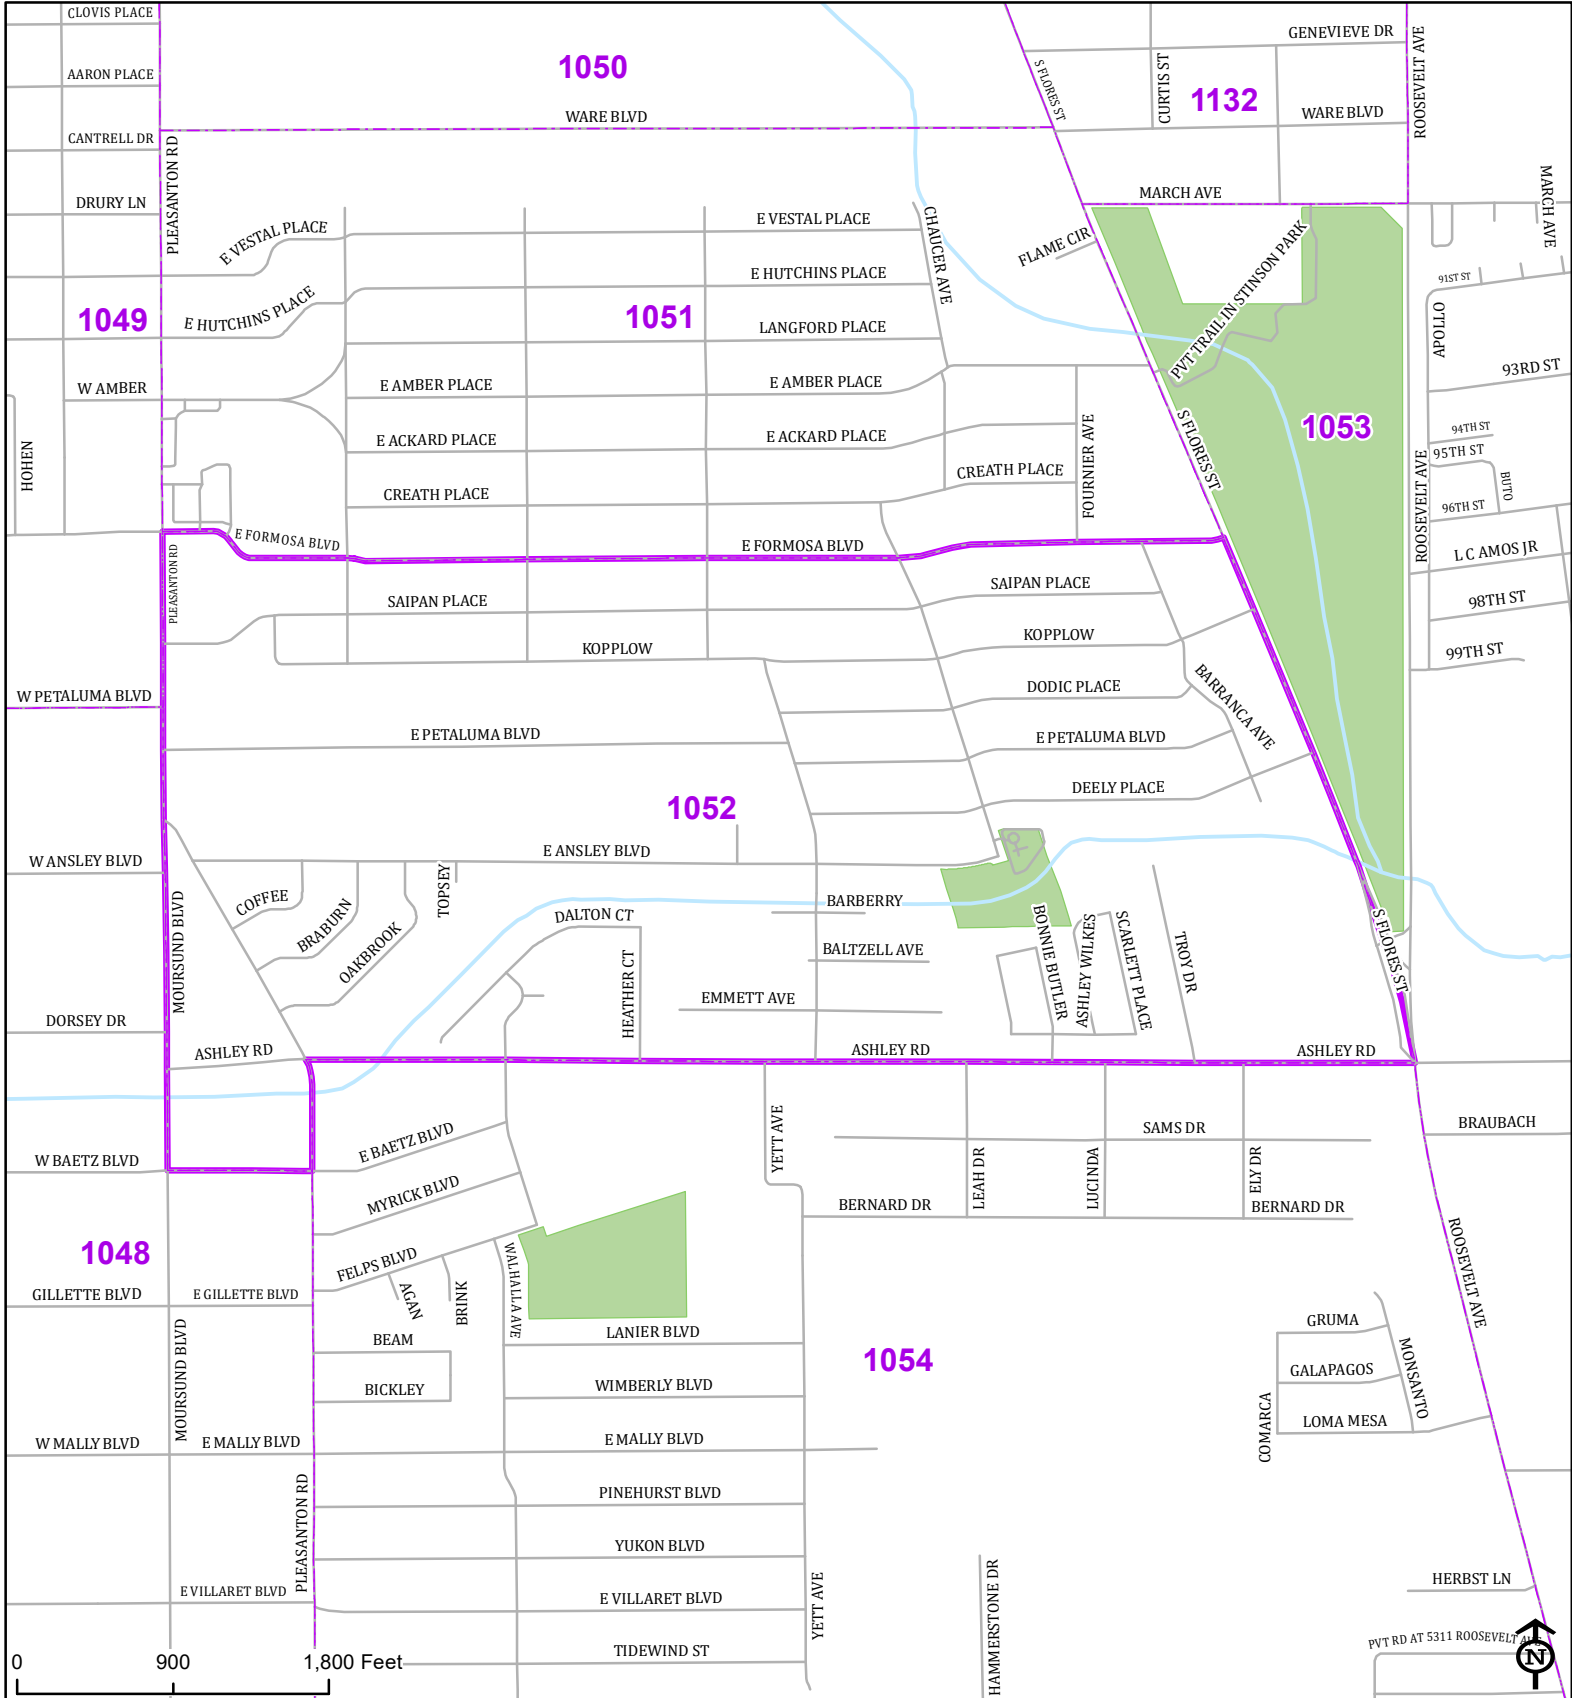 CLOVIS PLACE
1050
GENEVIEVE DR
ROOSEVELT AVE
S FLORES ST
CURTIS ST
AARON PLACE
1132
WARE BLVD
WARE BLVD
CANTRELL DR
PLEASANTON RD
MARCH AVE
MARCH AVE
DRURY LN
E VESTAL PLACE
E VESTAL PLACE
CHAUCER AVE
FLAME CIR
PVT TRAIL IN STINSON PARK
E HUTCHINS PLACE
91ST ST
1049
E HUTCHINS PLACE
1051
LANGFORD PLACE
APOLLO
93RD ST
W AMBER
E AMBER PLACE
E AMBER PLACE
1053
HOHEN
E ACKARD PLACE
E ACKARD PLACE
FOURNIER AVE
S FLORES ST
94TH ST
95TH ST
CREATH PLACE
CREATH PLACE
BUTO
ROOSEVELT AVE
96TH ST
E FORMOSA BLVD
E FORMOSA BLVD
L C AMOS JR
PLEASANTON RD
SAIPAN PLACE
SAIPAN PLACE
98TH ST
KOPPLOW
KOPPLOW
99TH ST
W PETALUMA BLVD
DODIC PLACE
BARRANCA AVE
E PETALUMA BLVD
E PETALUMA BLVD
1052
DEELY PLACE
W ANSLEY BLVD
E ANSLEY BLVD
COFFEE
TOPSEY
BARBERRY
MOURSUND BLVD
BRABURN
DALTON CT
OAKBROOK
BALTZELL AVE
BONNIE BUTLER
ASHLEY WILKES
SCARLETT PLACE
TROY DR
S FLORES ST
HEATHER CT
EMMETT AVE
DORSEY DR
ASHLEY RD
ASHLEY RD
ASHLEY RD
BRAUBACH
YETT AVE
SAMS DR
E BAETZ BLVD
W BAETZ BLVD
LEAH DR
LUCINDA
ELY DR
MYRICK BLVD
BERNARD DR
BERNARD DR
1048
FELPS BLVD
WALHALLA AVE
ROOSEVELT AVE
GILLETTE BLVD
E GILLETTE BLVD
AGAN
BRINK
GRUMA
BEAM
LANIER BLVD
MOURSUND BLVD
1054
MONSANTO
GALAPAGOS
BICKLEY
WIMBERLY BLVD
COMARCA
LOMA MESA
W MALLY BLVD
E MALLY BLVD
E MALLY BLVD
PINEHURST BLVD
PLEASANTON RD
YUKON BLVD
HERBST LN
E VILLARET BLVD
E VILLARET BLVD
YETT AVE
HAMMERSTONE DR
TIDEWIND ST
PVT RD AT 5311 ROOSEVELT AVE
0 900 1,800 Feet
N